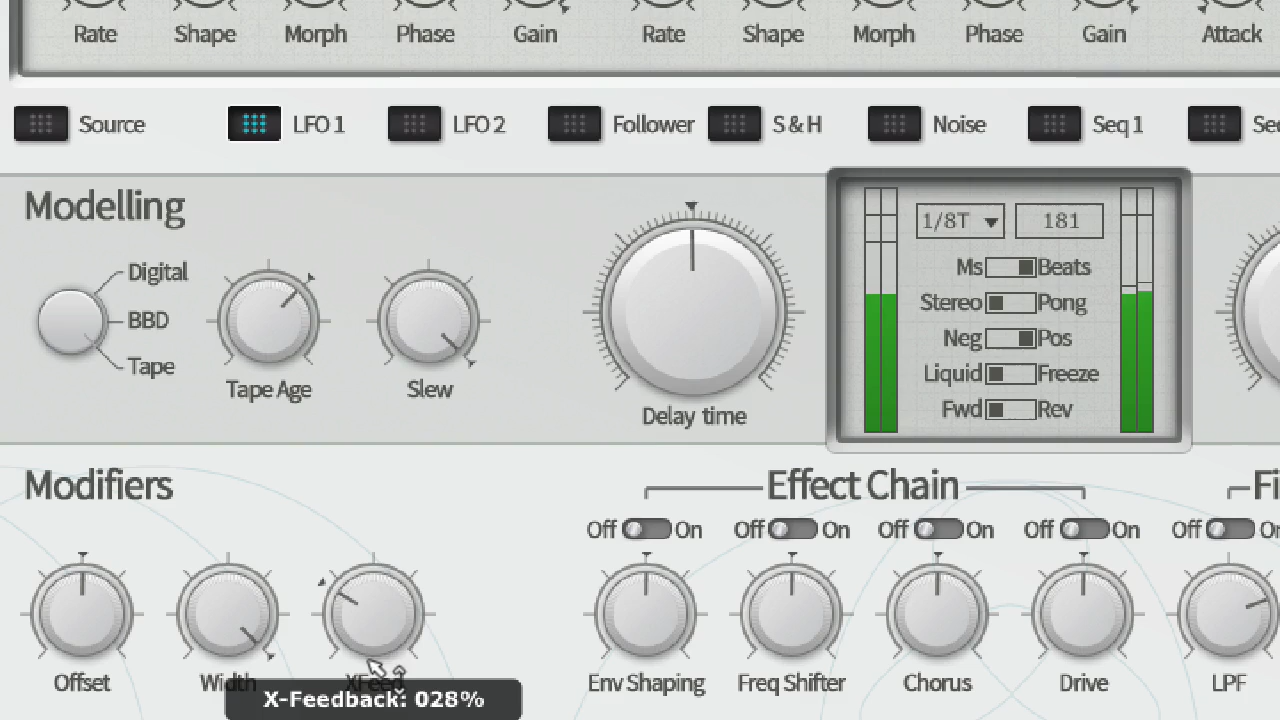 Rate Shape Morph Phase Gain Rate Shape Morph Phase Gain Attack
Source LFO 1 LFO 2 Follower S & H Noise Seq 1
Modelling
Digital
BBD
Tape
Tape Age
Slew
Delay time
1/8T 181
Ms Beats
Stereo Pong
Neg Pos
Liquid Freeze
Fwd Rev
Modifiers
Effect Chain
Off On Off On Off On Off On Off
Offset Width XFeed Env Shaping Freq Shifter Chorus Drive LPF
X-Feedback: 028%